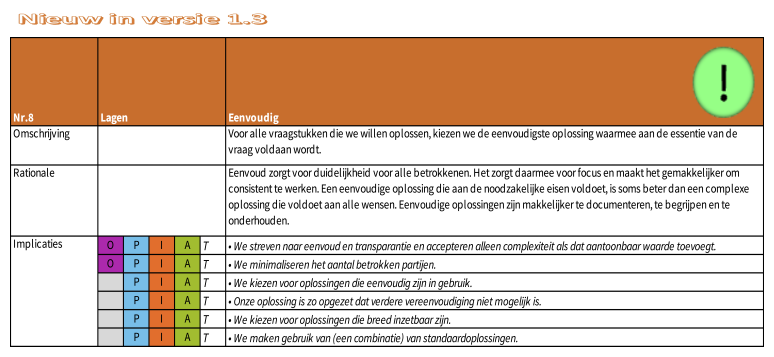 Nieuw in versie 1.3
!
Nr.8 Lagen Eenvoudig
Omschrijving Voor alle vraagstukken die we willen oplossen, kiezen we de eenvoudigste oplossing waarmee aan de essentie van de
vraag voldaan wordt.
Rationale Eenvoud zorgt voor duidelijkheid voor alle betrokkenen. Het zorgt daarmee voor focus en maakt het gemakkelijker om
consistent te werken. Een eenvoudige oplossing die aan de noodzakelijke eisen voldoet, is soms beter dan een complexe
oplossing die voldoet aan alle wensen. Eenvoudige oplossingen zijn makkelijker te documenteren, te begrijpen en te
onderhouden.
Implicaties O P I A T • We streven naar eenvoud en transparantie en accepteren alleen complexiteit als dat aantoonbaar waarde toevoegt.
O P I A T • We minimaliseren het aantal betrokken partijen.
P I A T • We kiezen voor oplossingen die eenvoudig zijn in gebruik.
P I A T • Onze oplossing is zo opgezet dat verdere vereenvoudiging niet mogelijk is.
P I A T • We kiezen voor oplossingen die breed inzetbaar zijn.
P I A T • We maken gebruik van (een combinatie) van standaardoplossingen.